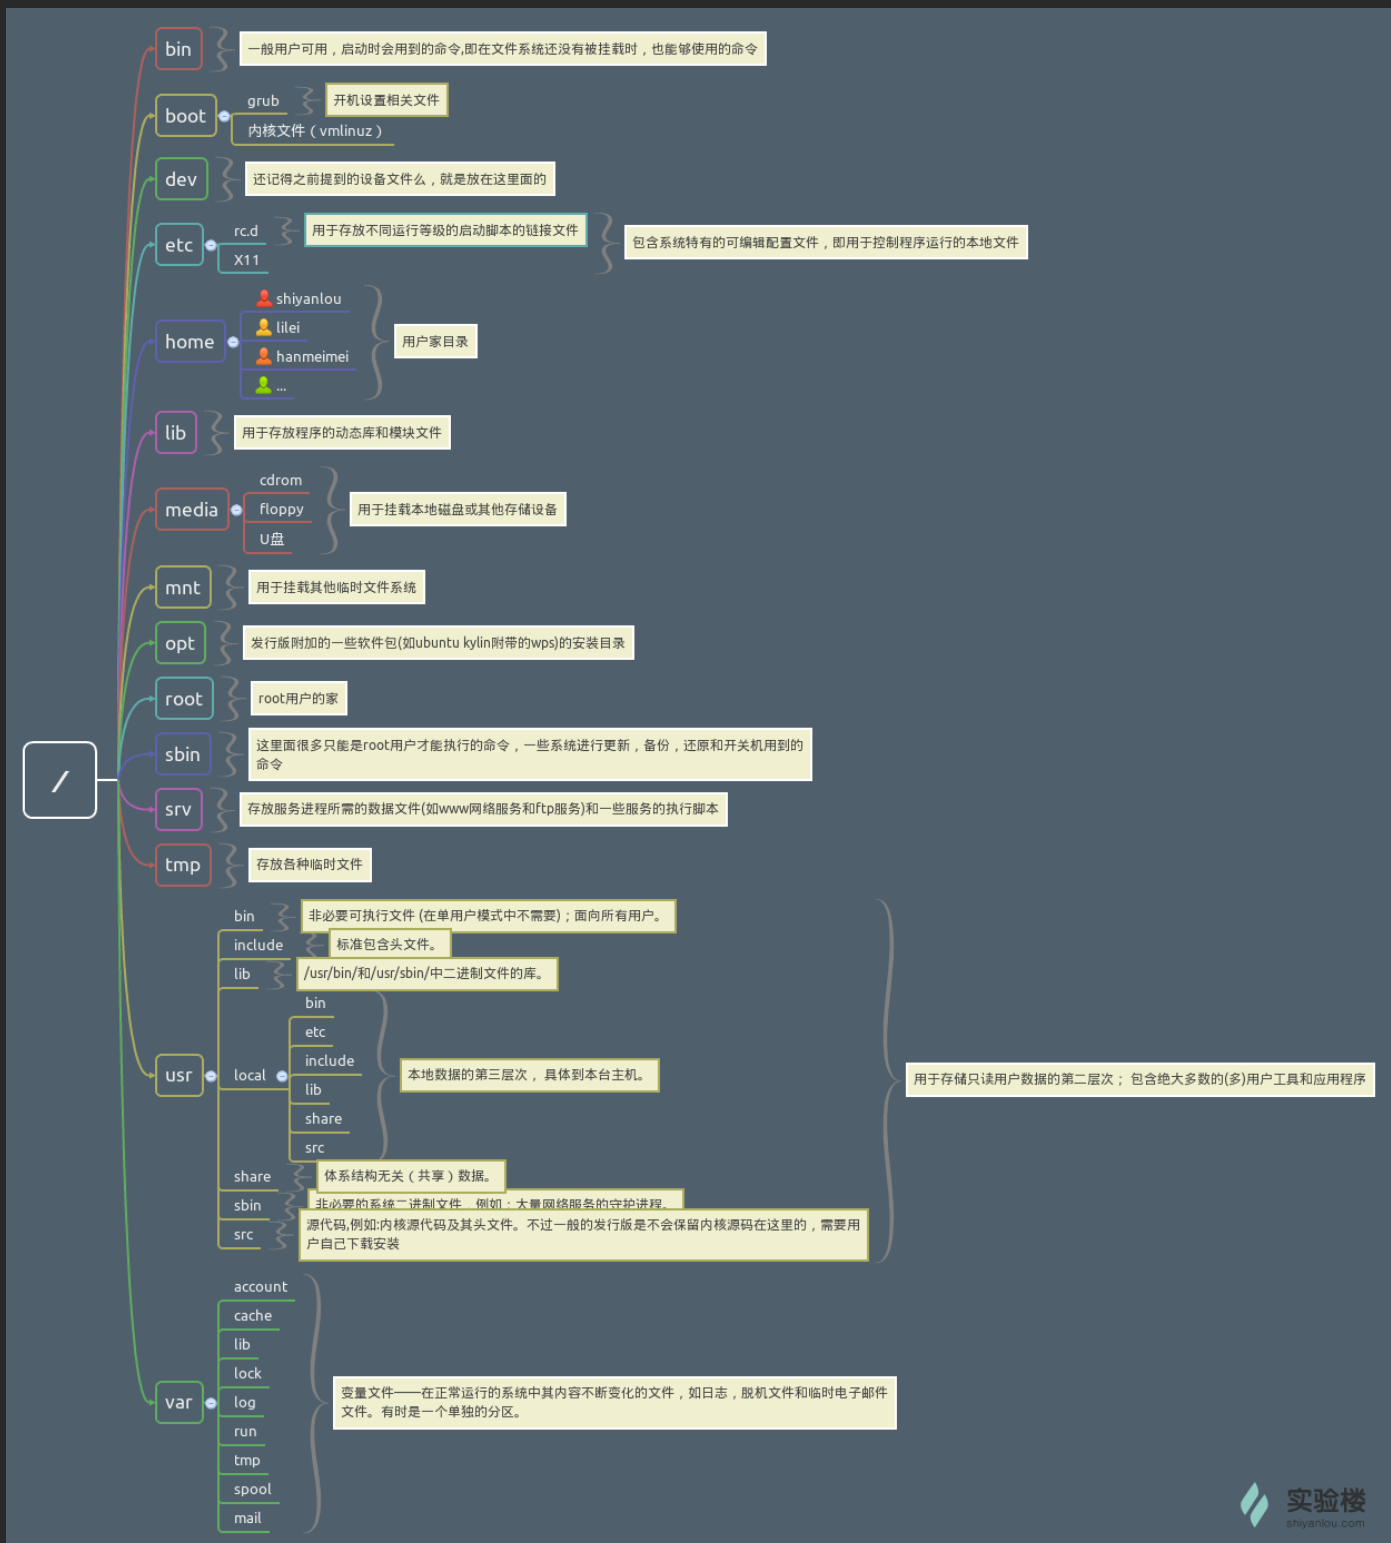 bin
一般用户可用，启动时会用到的命令,即在文件系统还没有被挂载时，也能够使用的命令
boot
grub
开机设置相关文件
内核文件（vmlinuz）
dev
还记得之前提到的设备文件么，就是放在这里面的
etc
rc.d
用于存放不同运行等级的启动脚本的链接文件
X11
包含系统特有的可编辑配置文件，即用于控制程序运行的本地文件
home
shiyanlou
lilei
hanmeimei
...
用户家目录
lib
用于存放程序的动态库和模块文件
media
cdrom
floppy
U盘
用于挂载本地磁盘或其他存储设备
mnt
用于挂载其他临时文件系统
opt
发行版附加的一些软件包(如ubuntu kylin附带的wps)的安装目录
root
root用户的家
sbin
这里面很多只能是root用户才能执行的命令，一些系统进行更新，备份，还原和开关机用到的
命令
/
srv
存放服务进程所需的数据文件(如www网络服务和ftp服务)和一些服务的执行脚本
tmp
存放各种临时文件
usr
bin
非必要可执行文件 (在单用户模式中不需要)；面向所有用户。
include
标准包含头文件。
lib
/usr/bin/和/usr/sbin/中二进制文件的库。
local
bin
etc
include
lib
share
src
本地数据的第三层次， 具体到本台主机。
share
体系结构无关（共享）数据。
sbin
非必要的系统二进制文件，例如：大量网络服务的守护进程。
src
源代码,例如:内核源代码及其头文件。不过一般的发行版是不会保留内核源码在这里的，需要用
户自己下载安装
用于存储只读用户数据的第二层次； 包含绝大多数的(多)用户工具和应用程序
var
account
cache
lib
lock
log
run
tmp
spool
mail
变量文件——在正常运行的系统中其内容不断变化的文件，如日志，脱机文件和临时电子邮件
文件。有时是一个单独的分区。
实验楼
shiyanlou.com